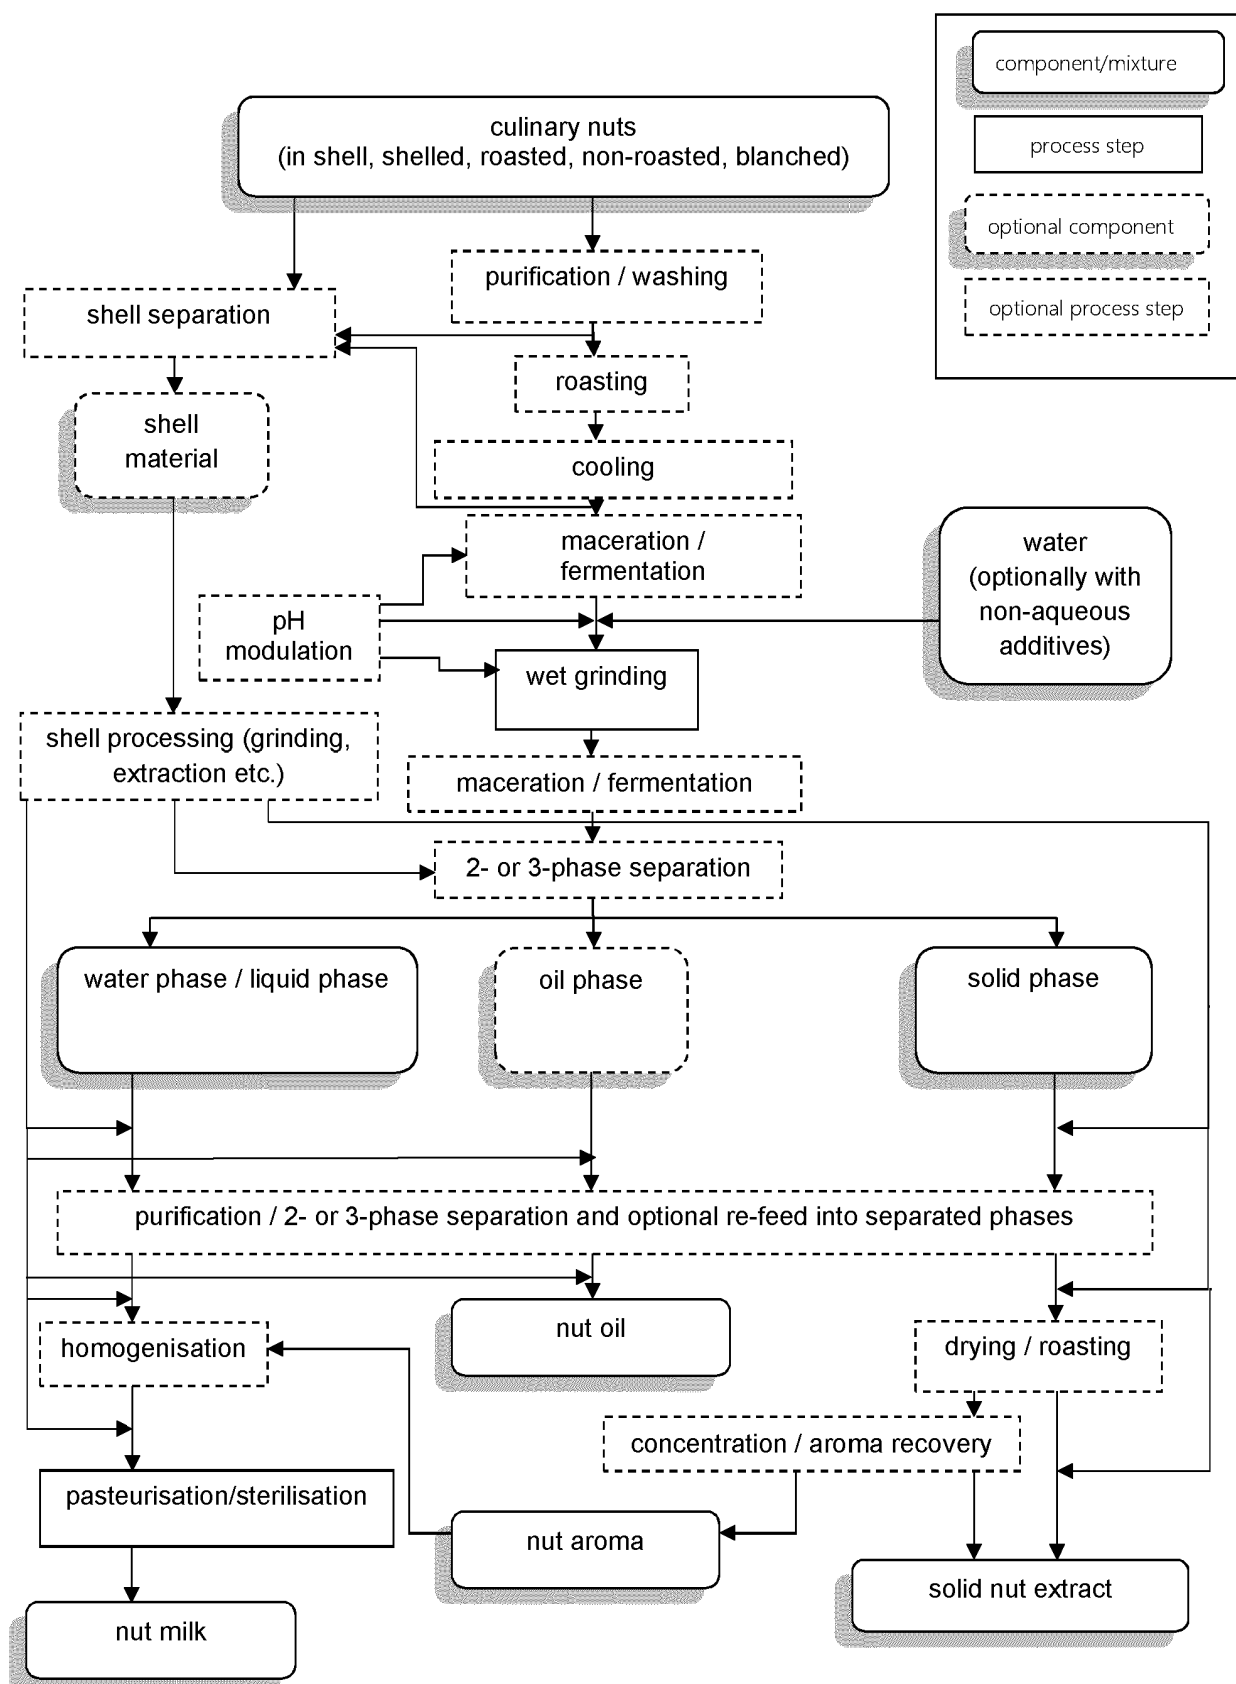 component/mixture
process step
optional component
optional process step
culinary nuts
(in shell, shelled, roasted, non-roasted, blanched)
purification / washing
shell separation
roasting
shell
material
cooling
maceration /
fermentation
water
(optionally with
non-aqueous
additives)
pH
modulation
wet grinding
shell processing (grinding,
extraction etc.)
maceration / fermentation
2- or 3-phase separation
water phase / liquid phase
oil phase
solid phase
purification / 2- or 3-phase separation and optional re-feed into separated phases
nut oil
homogenisation
drying / roasting
concentration / aroma recovery
pasteurisation/sterilisation
nut aroma
solid nut extract
nut milk